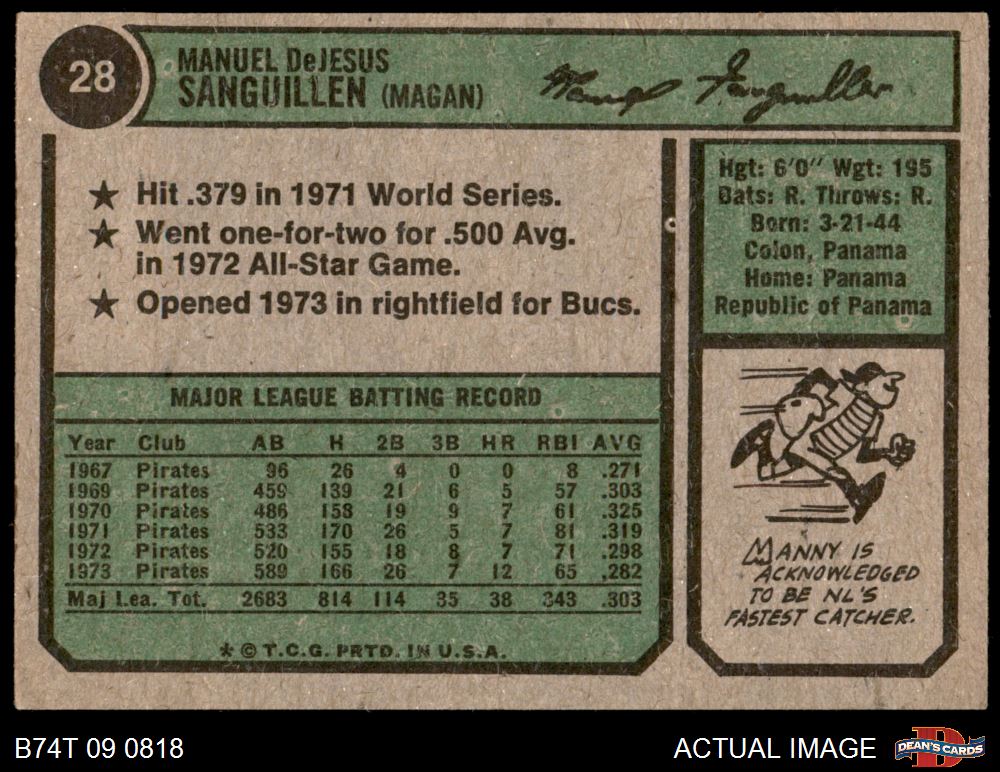 28
MANUEL DeJESUS
SANGUILLEN (MAGAN)
Manuel Sanguillen
★ Hit .379 in 1971 World Series.
★ Went one-for-two for .500 Avg.
in 1972 All-Star Game.
★ Opened 1973 in rightfield for Bucs.
Hgt: 6'0" Wgt: 195
Bats: R. Throws: R.
Born: 3-21-44
Colon, Panama
Home: Panama
Republic of Panama
MAJOR LEAGUE BATTING RECORD
Year Club AB H 2B 3B HR RBI AVG
1967 Pirates 96 26 4 0 0 8 .271
1969 Pirates 459 139 21 6 5 57 .303
1970 Pirates 486 158 19 9 7 61 .325
1971 Pirates 533 170 26 5 7 81 .319
1972 Pirates 520 155 18 8 7 71 .298
1973 Pirates 589 166 26 7 12 65 .282
Maj Lea. Tot. 2683 814 114 35 38 343 .303
* © T.C.G. PRTD. IN U.S.A.
MANNY IS
ACKNOWLEDGED
TO BE NL'S
FASTEST CATCHER.
B74T 09 0818
ACTUAL IMAGE
DEAN'S CARDS